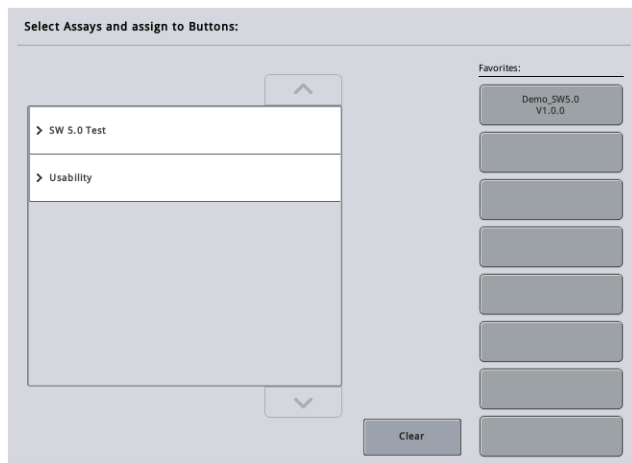 Select Assays and assign to Buttons:
Favorites:
Demo_SW5.0
V1.0.0
SW 5.0 Test
Usability
Clear